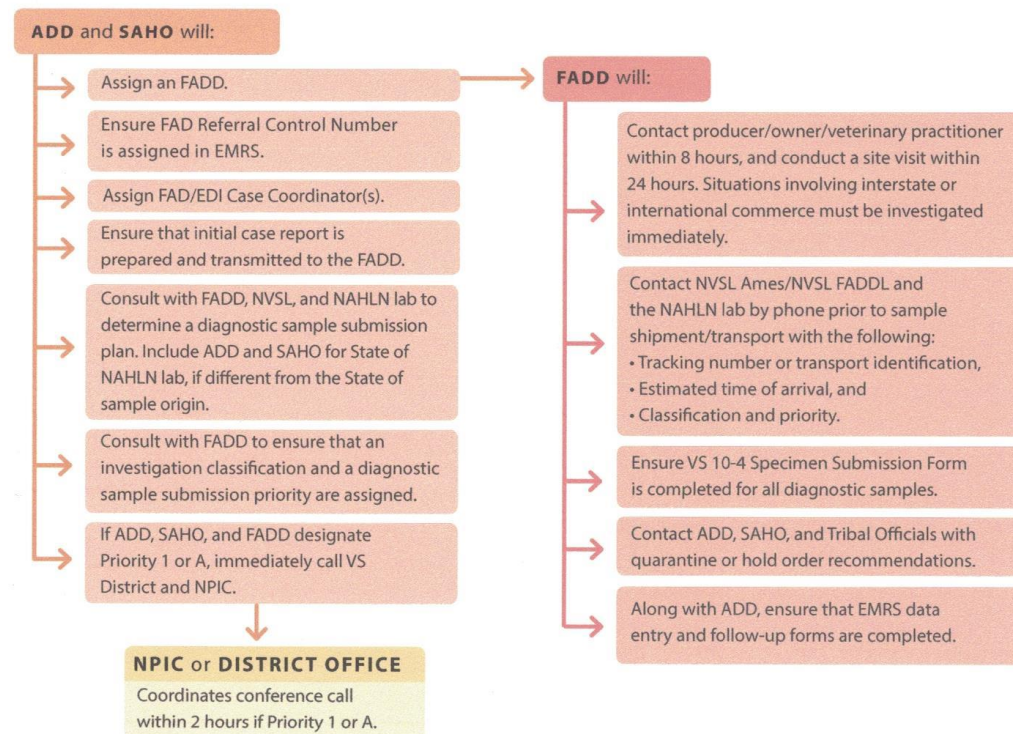 ADD and SAHO will:
Assign an FADD.
Ensure FAD Referral Control Number
is assigned in EMRS.
Assign FAD/EDI Case Coordinator(s).
Ensure that initial case report is
prepared and transmitted to the FADD.
Consult with FADD, NVSL, and NAHLN lab to
determine a diagnostic sample submission
plan. Include ADD and SAHO for State of
NAHLN lab, if different from the State of
sample origin.
Consult with FADD to ensure that an
investigation classification and a diagnostic
sample submission priority are assigned.
If ADD, SAHO, and FADD designate
Priority 1 or A, immediately call VS
District and NPIC.
NPIC or DISTRICT OFFICE
Coordinates conference call
within 2 hours if Priority 1 or A.
FADD will:
Contact producer/owner/veterinary practitioner
within 8 hours, and conduct a site visit within
24 hours. Situations involving interstate or
international commerce must be investigated
immediately.
Contact NVSL Ames/NVSL FADDL and
the NAHLN lab by phone prior to sample
shipment/transport with the following:
• Tracking number or transport identification,
• Estimated time of arrival, and
• Classification and priority.
Ensure VS 10-4 Specimen Submission Form
is completed for all diagnostic samples.
Contact ADD, SAHO, and Tribal Officials with
quarantine or hold order recommendations.
Along with ADD, ensure that EMRS data
entry and follow-up forms are completed.